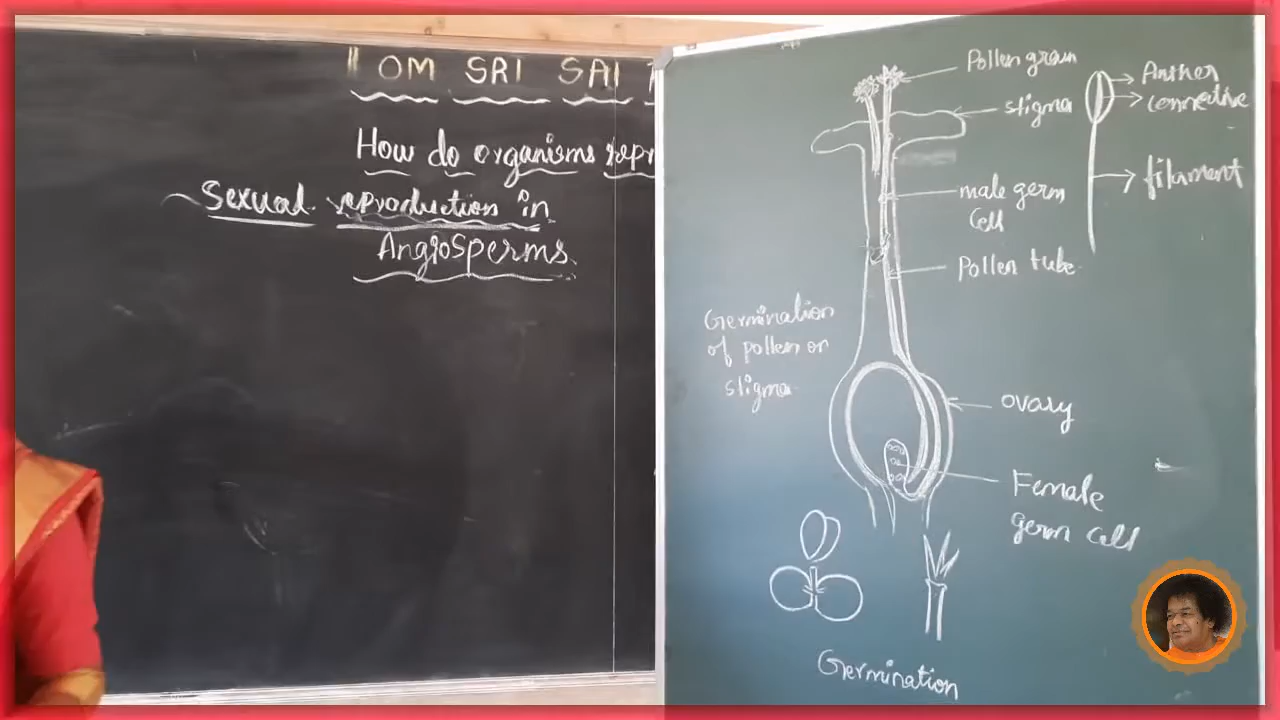 " OM SRI SAI
How do organisms repr
Sexual reproduction in
Angiosperms
Pollen grain
stigma
male germ
Cell
Pollen tube
Germination
of pollen on
stigma
ovary
Female
germ cell
Germination
Anther
connective
filament